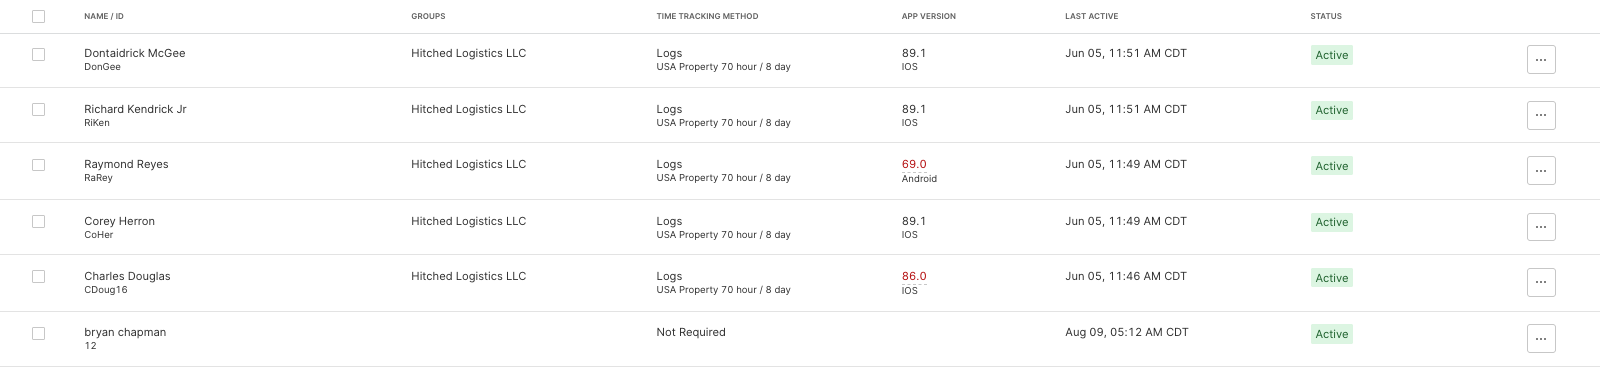 NAME / ID GROUPS TIME TRACKING METHOD APP VERSION LAST ACTIVE STATUS
Dontaidrick McGee Hitched Logistics LLC Logs 89.1 Jun 05, 11:51 AM CDT Active
DonGee USA Property 70 hour / 8 day IOS
Richard Kendrick Jr Hitched Logistics LLC Logs 89.1 Jun 05, 11:51 AM CDT Active
RiKen USA Property 70 hour / 8 day IOS
Raymond Reyes Hitched Logistics LLC Logs 69.0 Jun 05, 11:49 AM CDT Active
RaRey USA Property 70 hour / 8 day Android
Corey Herron Hitched Logistics LLC Logs 89.1 Jun 05, 11:49 AM CDT Active
CoHer USA Property 70 hour / 8 day IOS
Charles Douglas Hitched Logistics LLC Logs 86.0 Jun 05, 11:46 AM CDT Active
CDoug16 USA Property 70 hour / 8 day IOS
bryan chapman Not Required Aug 09, 05:12 AM CDT Active
12